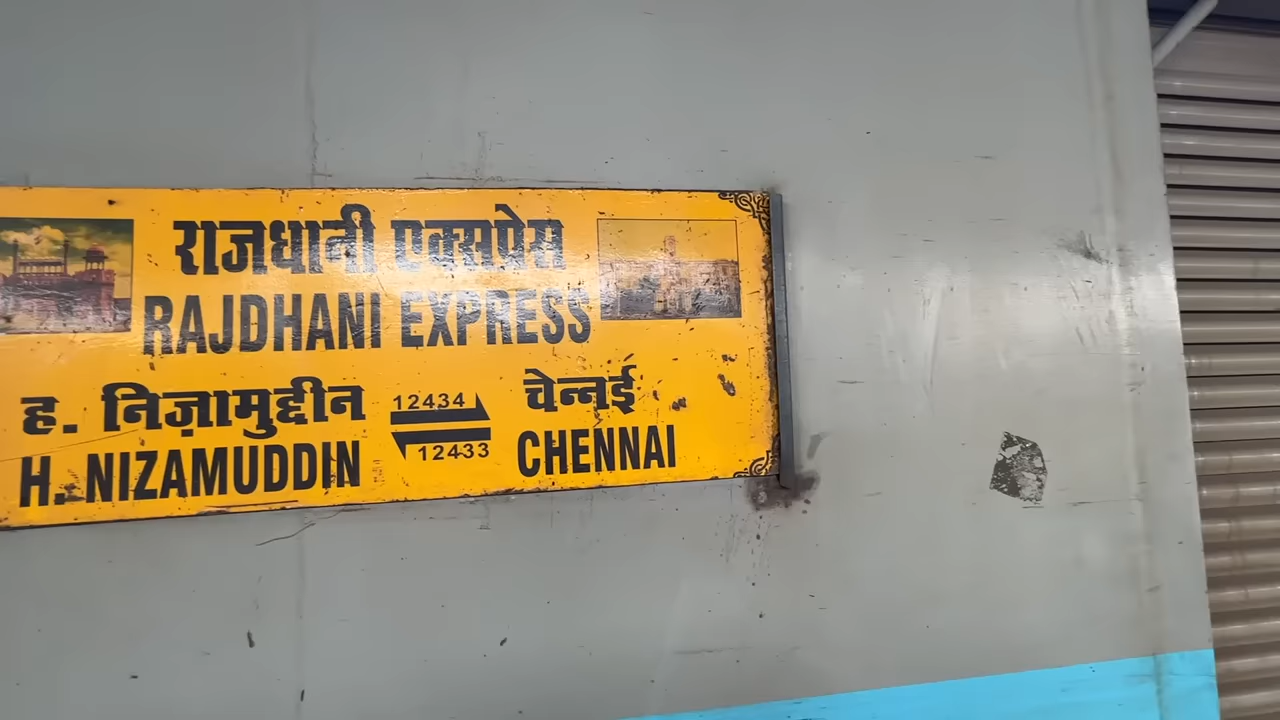 राजधानी एक्सप्रेस
RAJDHANI EXPRESS
ह. निज़ामुद्दीन 12434 चेन्नई
H. NIZAMUDDIN 12433 CHENNAI